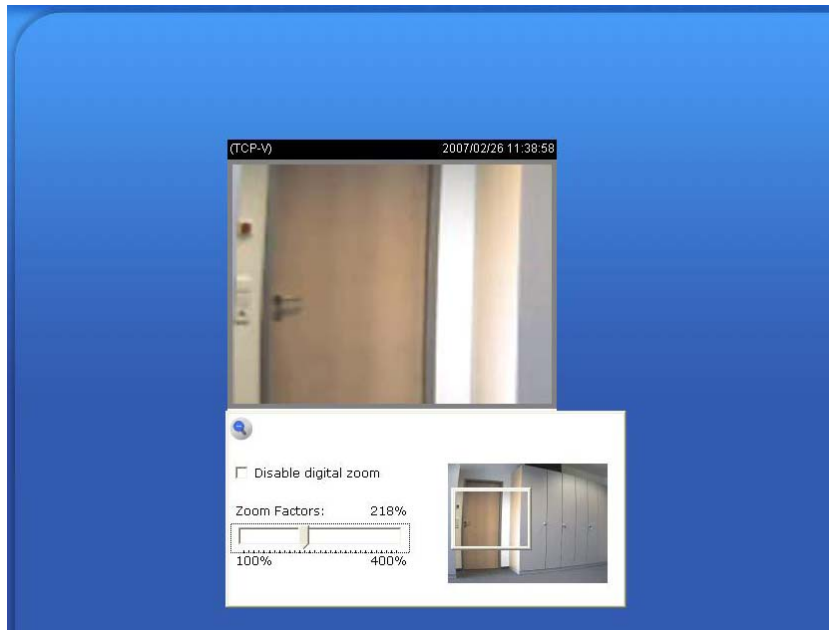 (TCP-V) 2007/02/26 11:38:58
Disable digital zoom
Zoom Factors: 218%
100% 400%